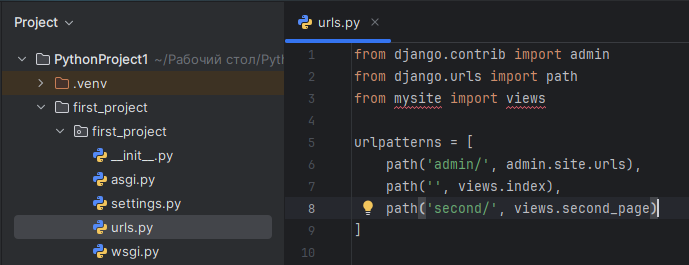 Project
PythonProject1 ~/Рабочий стол/Pyth
.venv
first_project
first_project
__init__.py
asgi.py
settings.py
urls.py
wsgi.py
urls.py
1 from django.contrib import admin
2 from django.urls import path
3 from mysite import views
4
5 urlpatterns = [
6     path('admin/', admin.site.urls),
7     path('', views.index),
8     path('second/', views.second_page)
9 ]
10